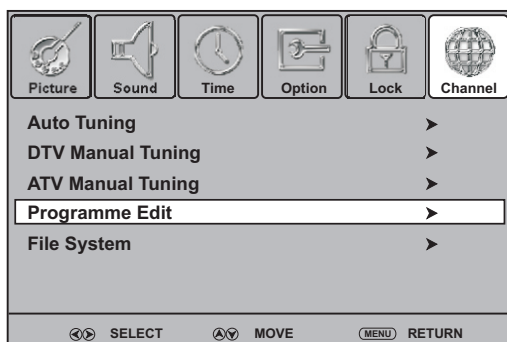 Picture Sound Time Option Lock Channel
Auto Tuning
DTV Manual Tuning
ATV Manual Tuning
Programme Edit
File System
SELECT MOVE MENU RETURN